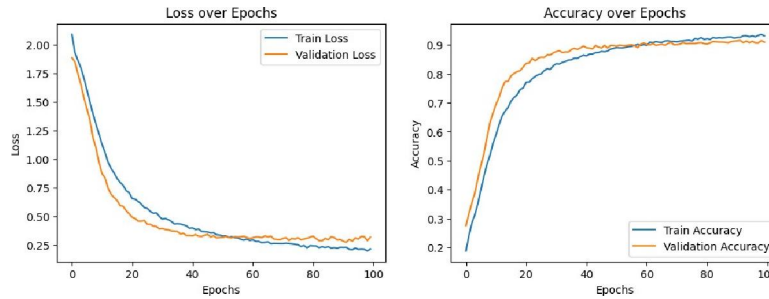 Loss over Epochs
2.00
1.75
1.50
1.25
1.00
0.75
0.50
0.25
Loss
Train Loss
Validation Loss
0 20 40 60 80 100
Epochs
Accuracy over Epochs
0.9
0.8
0.7
0.6
0.5
0.4
0.3
0.2
Accuracy
Train Accuracy
Validation Accuracy
0 20 40 60 80 100
Epochs